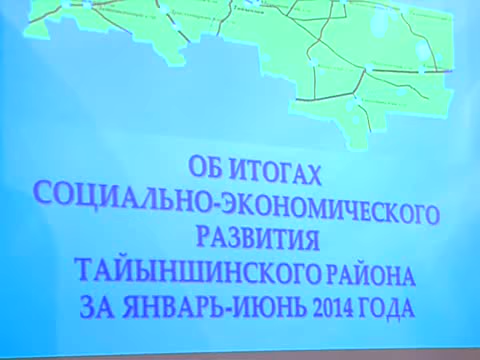 ОБ ИТОГАХ
СОЦИАЛЬНО-ЭКОНОМИЧЕСКОГО
РАЗВИТИЯ
ТАЙЫНШИНСКОГО РАЙОНА
ЗА ЯНВАРЬ-ИЮНЬ 2014 ГОДА